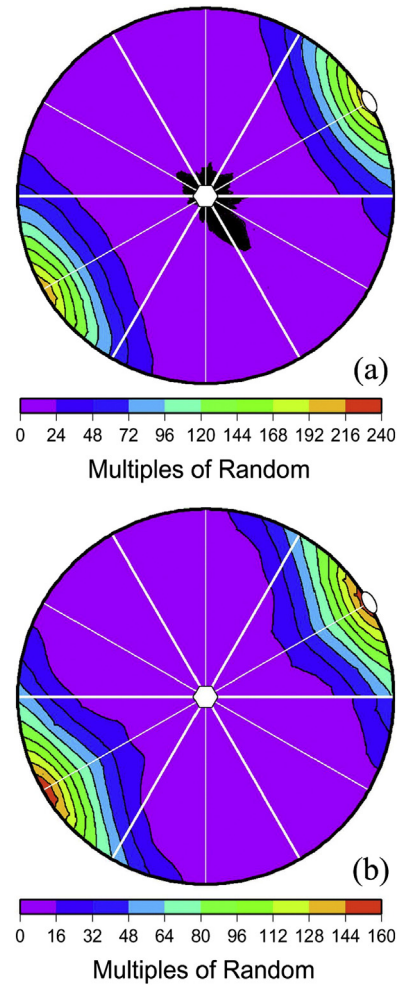 (a)
0 24 48 72 96 120 144 168 192 216 240
Multiples of Random
(b)
0 16 32 48 64 80 96 112 128 144 160
Multiples of Random